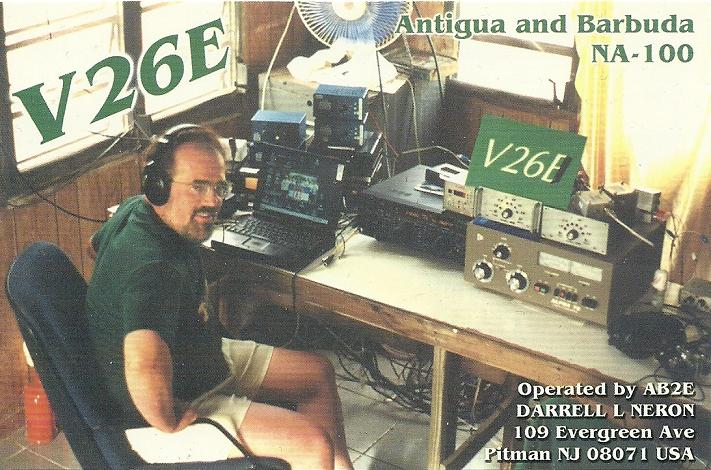 V26E
Antigua and Barbuda
NA-100
V26E
Operated by AB2E
DARRELL L NERON
109 Evergreen Ave
Pitman NJ 08071 USA